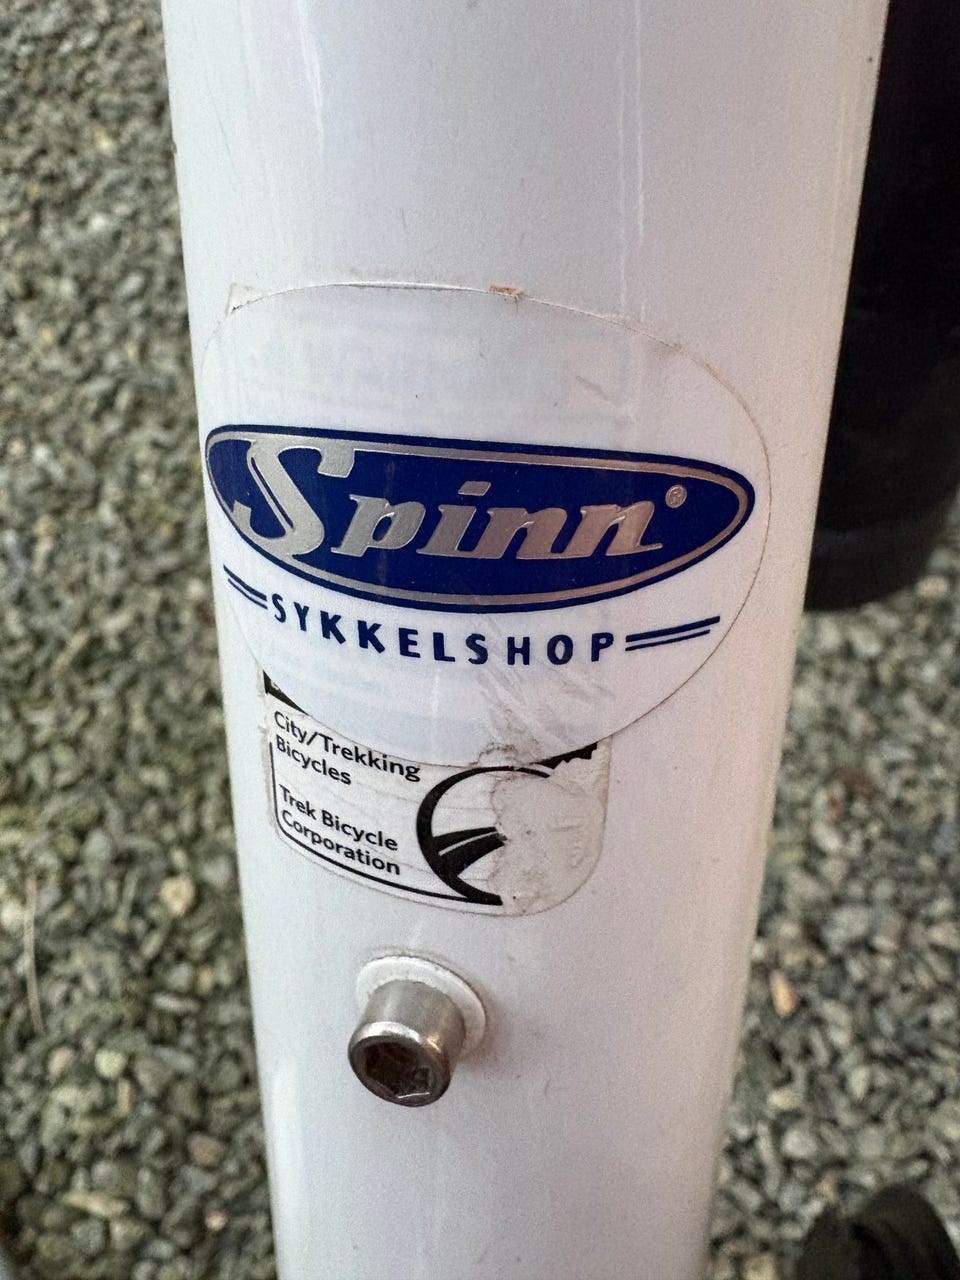 Spinn®
SYKKELSHOP
City/Trekking
Bicycles
Trek Bicycle
Corporation